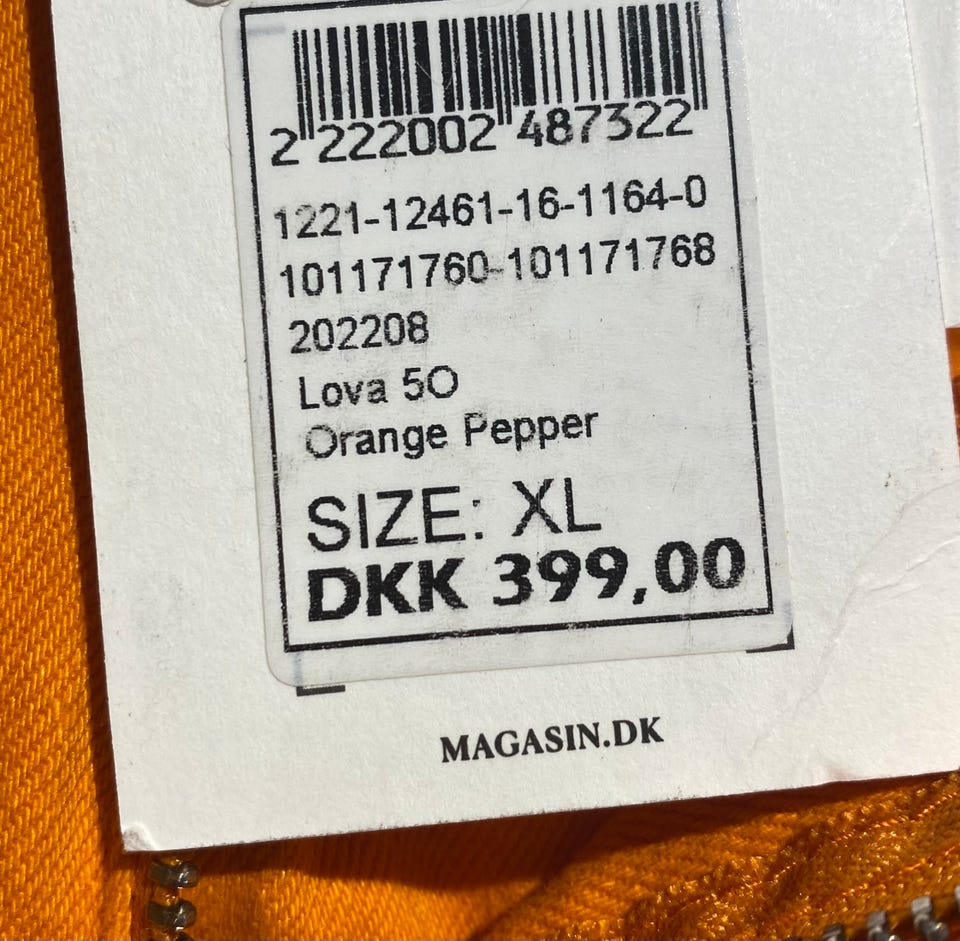 2 222002 487322
1221-12461-16-1164-0
101171760-101171768
202208
Lova 5O
Orange Pepper
SIZE: XL
DKK 399,00
MAGASIN.DK